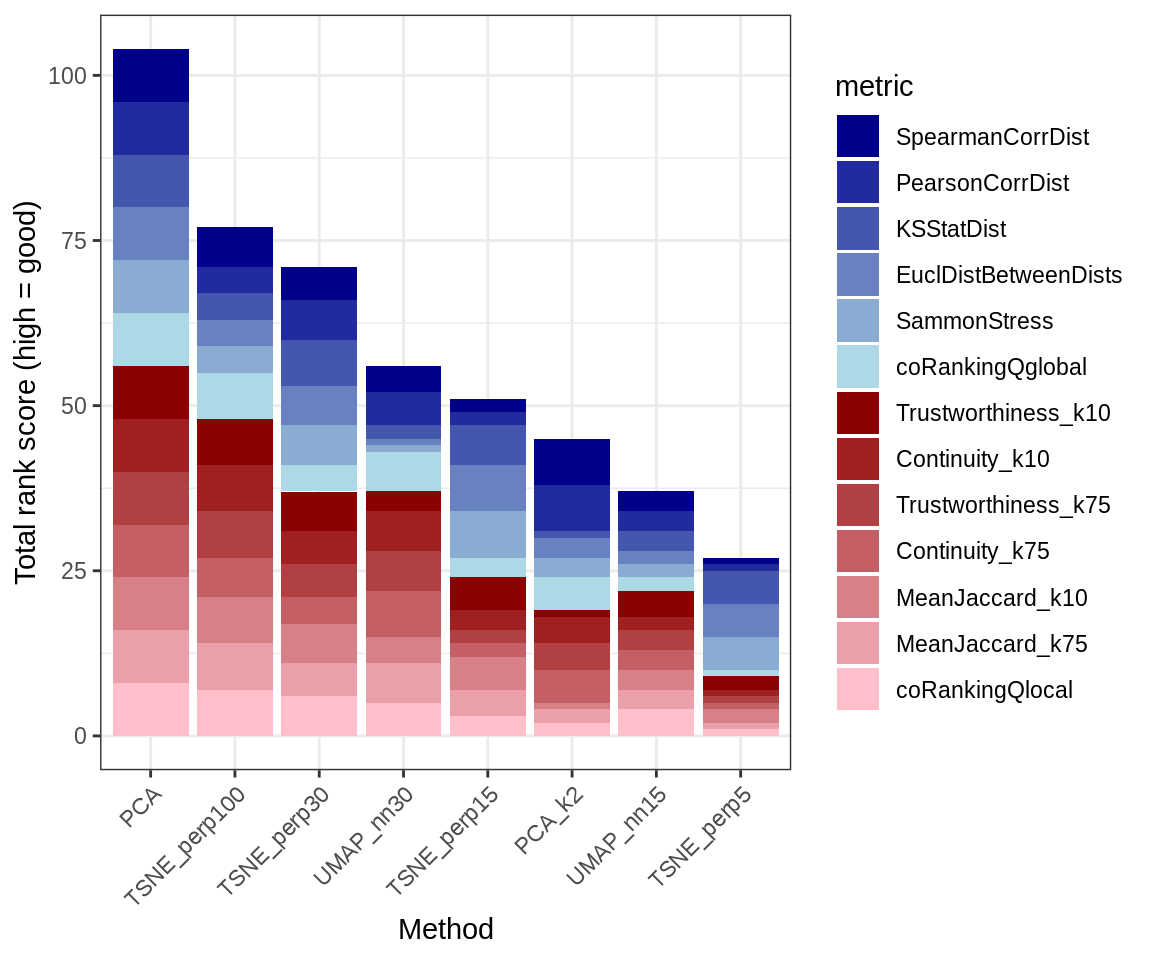 100
75
50
25
0
Total rank score (high = good)
PCA
TSNE_perp100
TSNE_perp30
UMAP_nn30
TSNE_perp15
PCA_k2
UMAP_nn15
TSNE_perp5
Method
metric
SpearmanCorrDist
PearsonCorrDist
KSStatDist
EuclDistBetweenDists
SammonStress
coRankingQglobal
Trustworthiness_k10
Continuity_k10
Trustworthiness_k75
Continuity_k75
MeanJaccard_k10
MeanJaccard_k75
coRankingQlocal